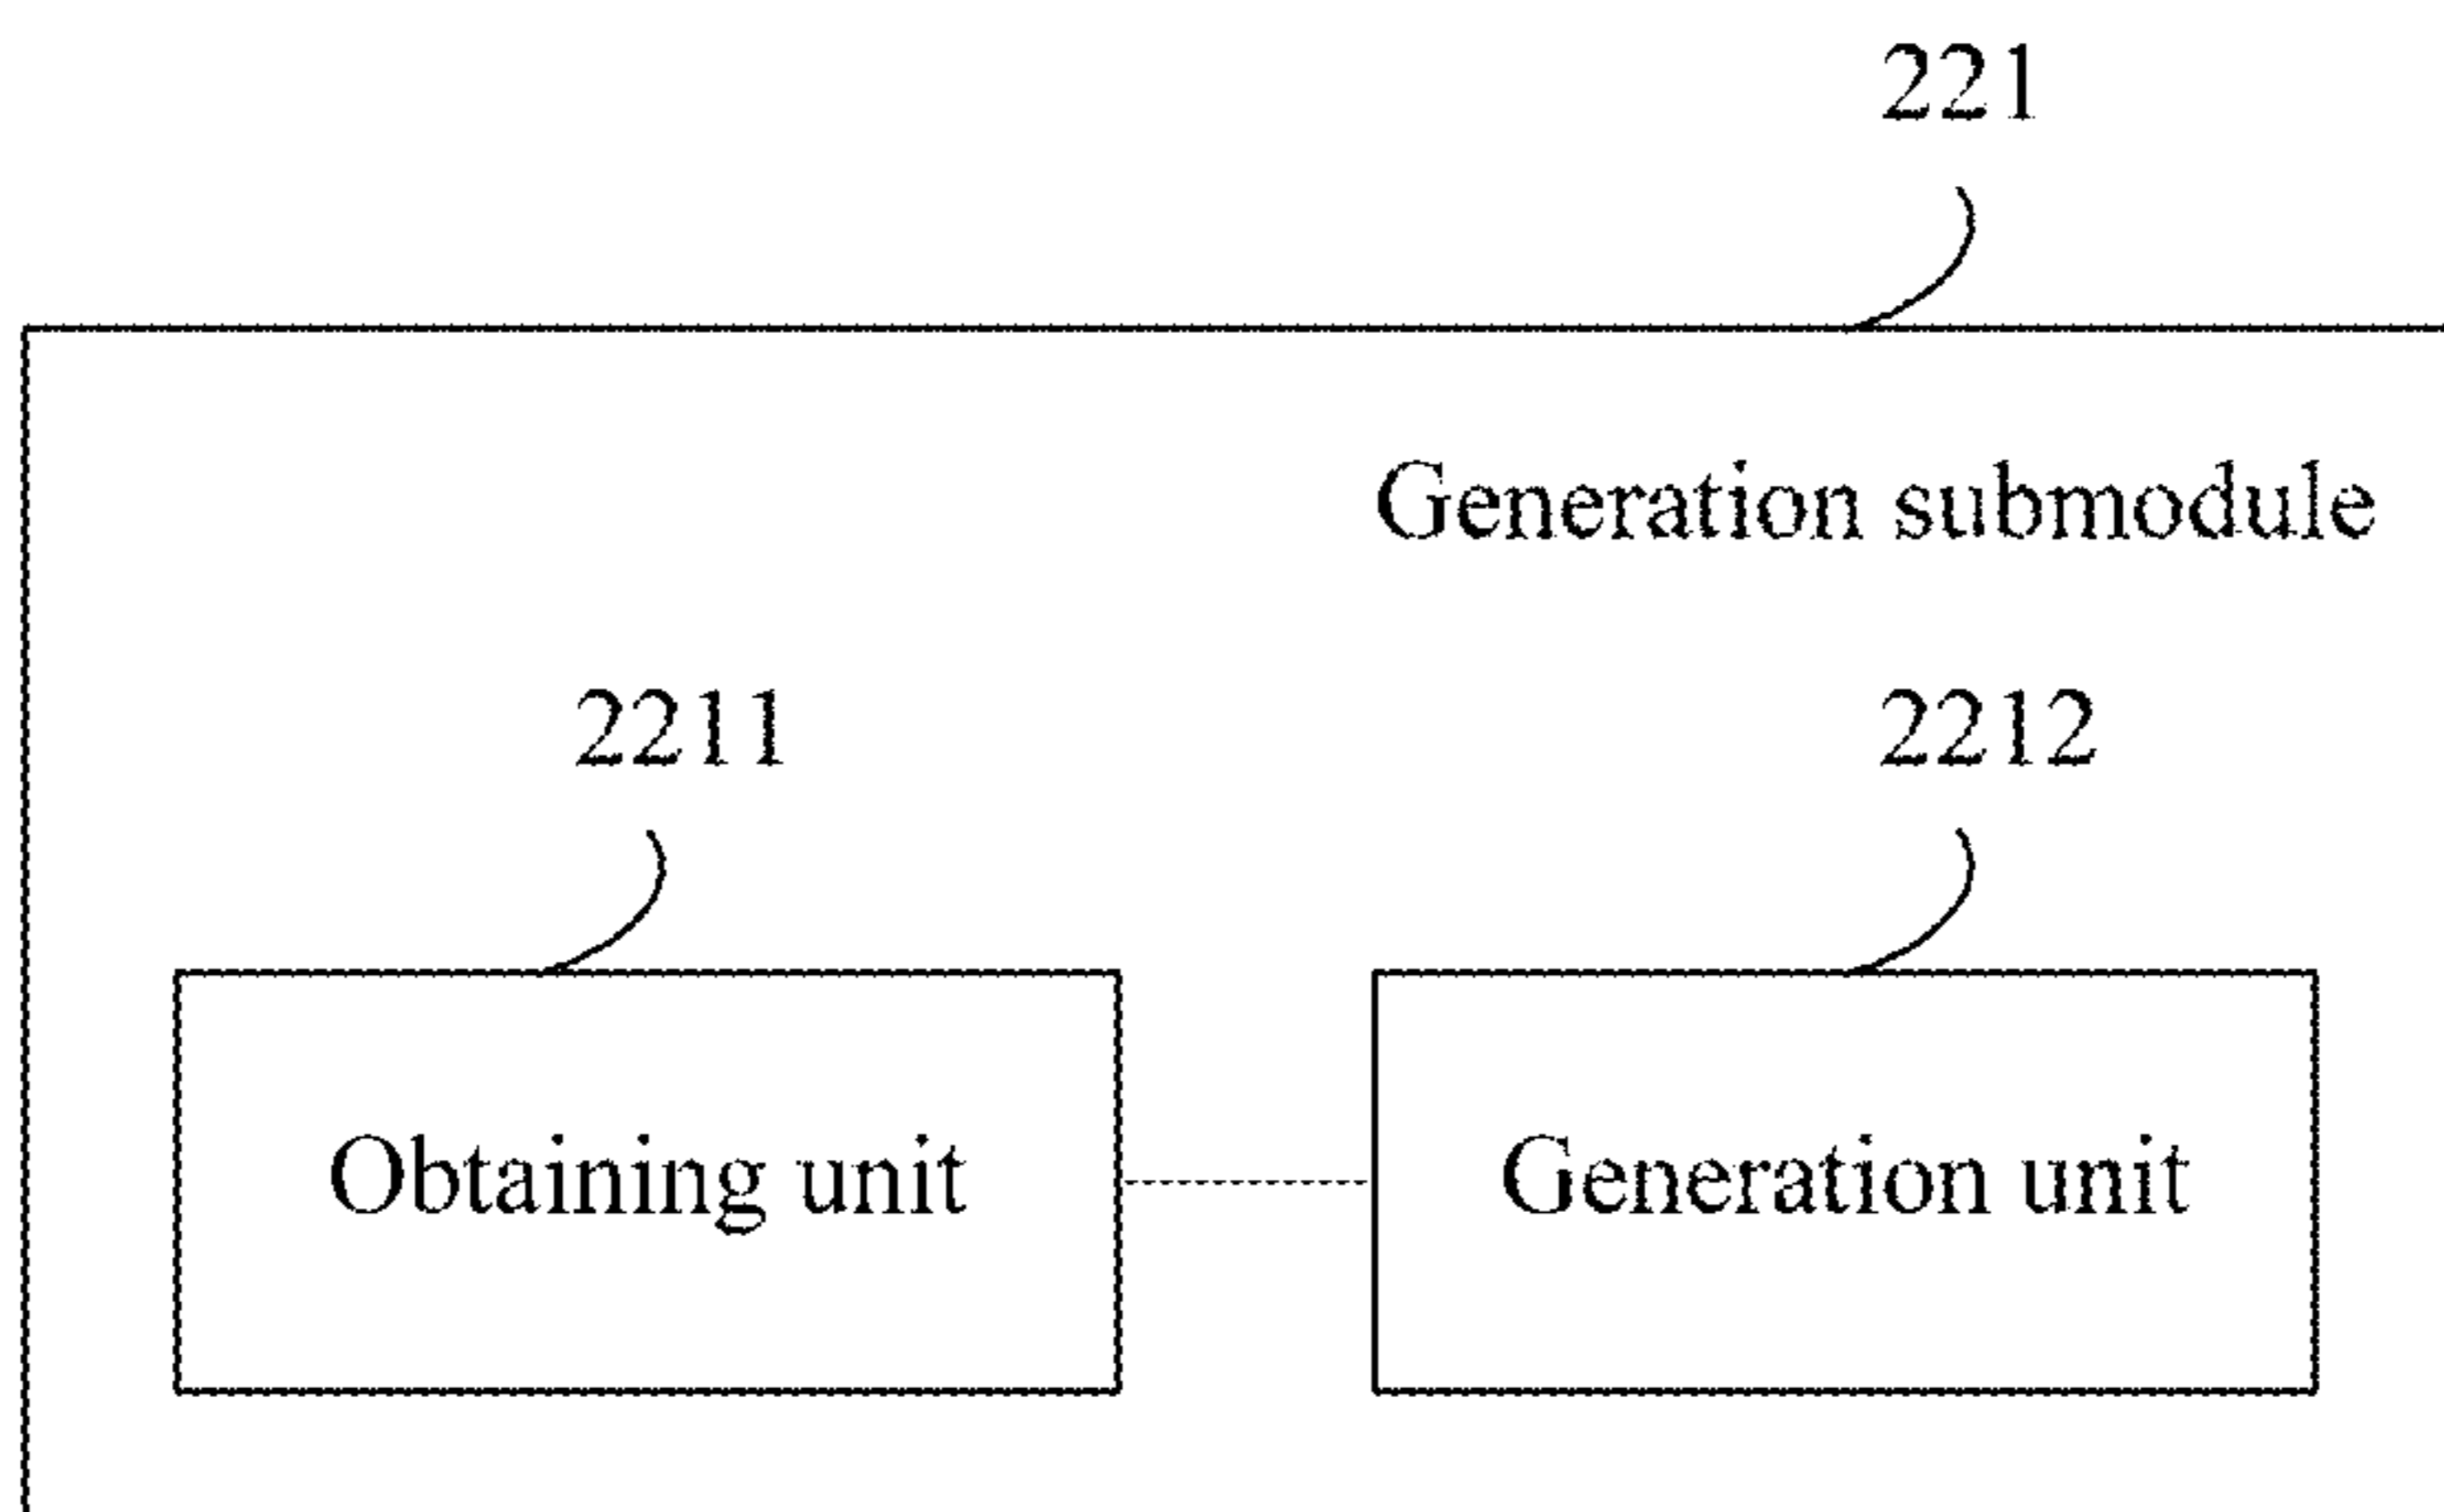 221
Generation submodule
2211
2212
Obtaining unit
Generation unit